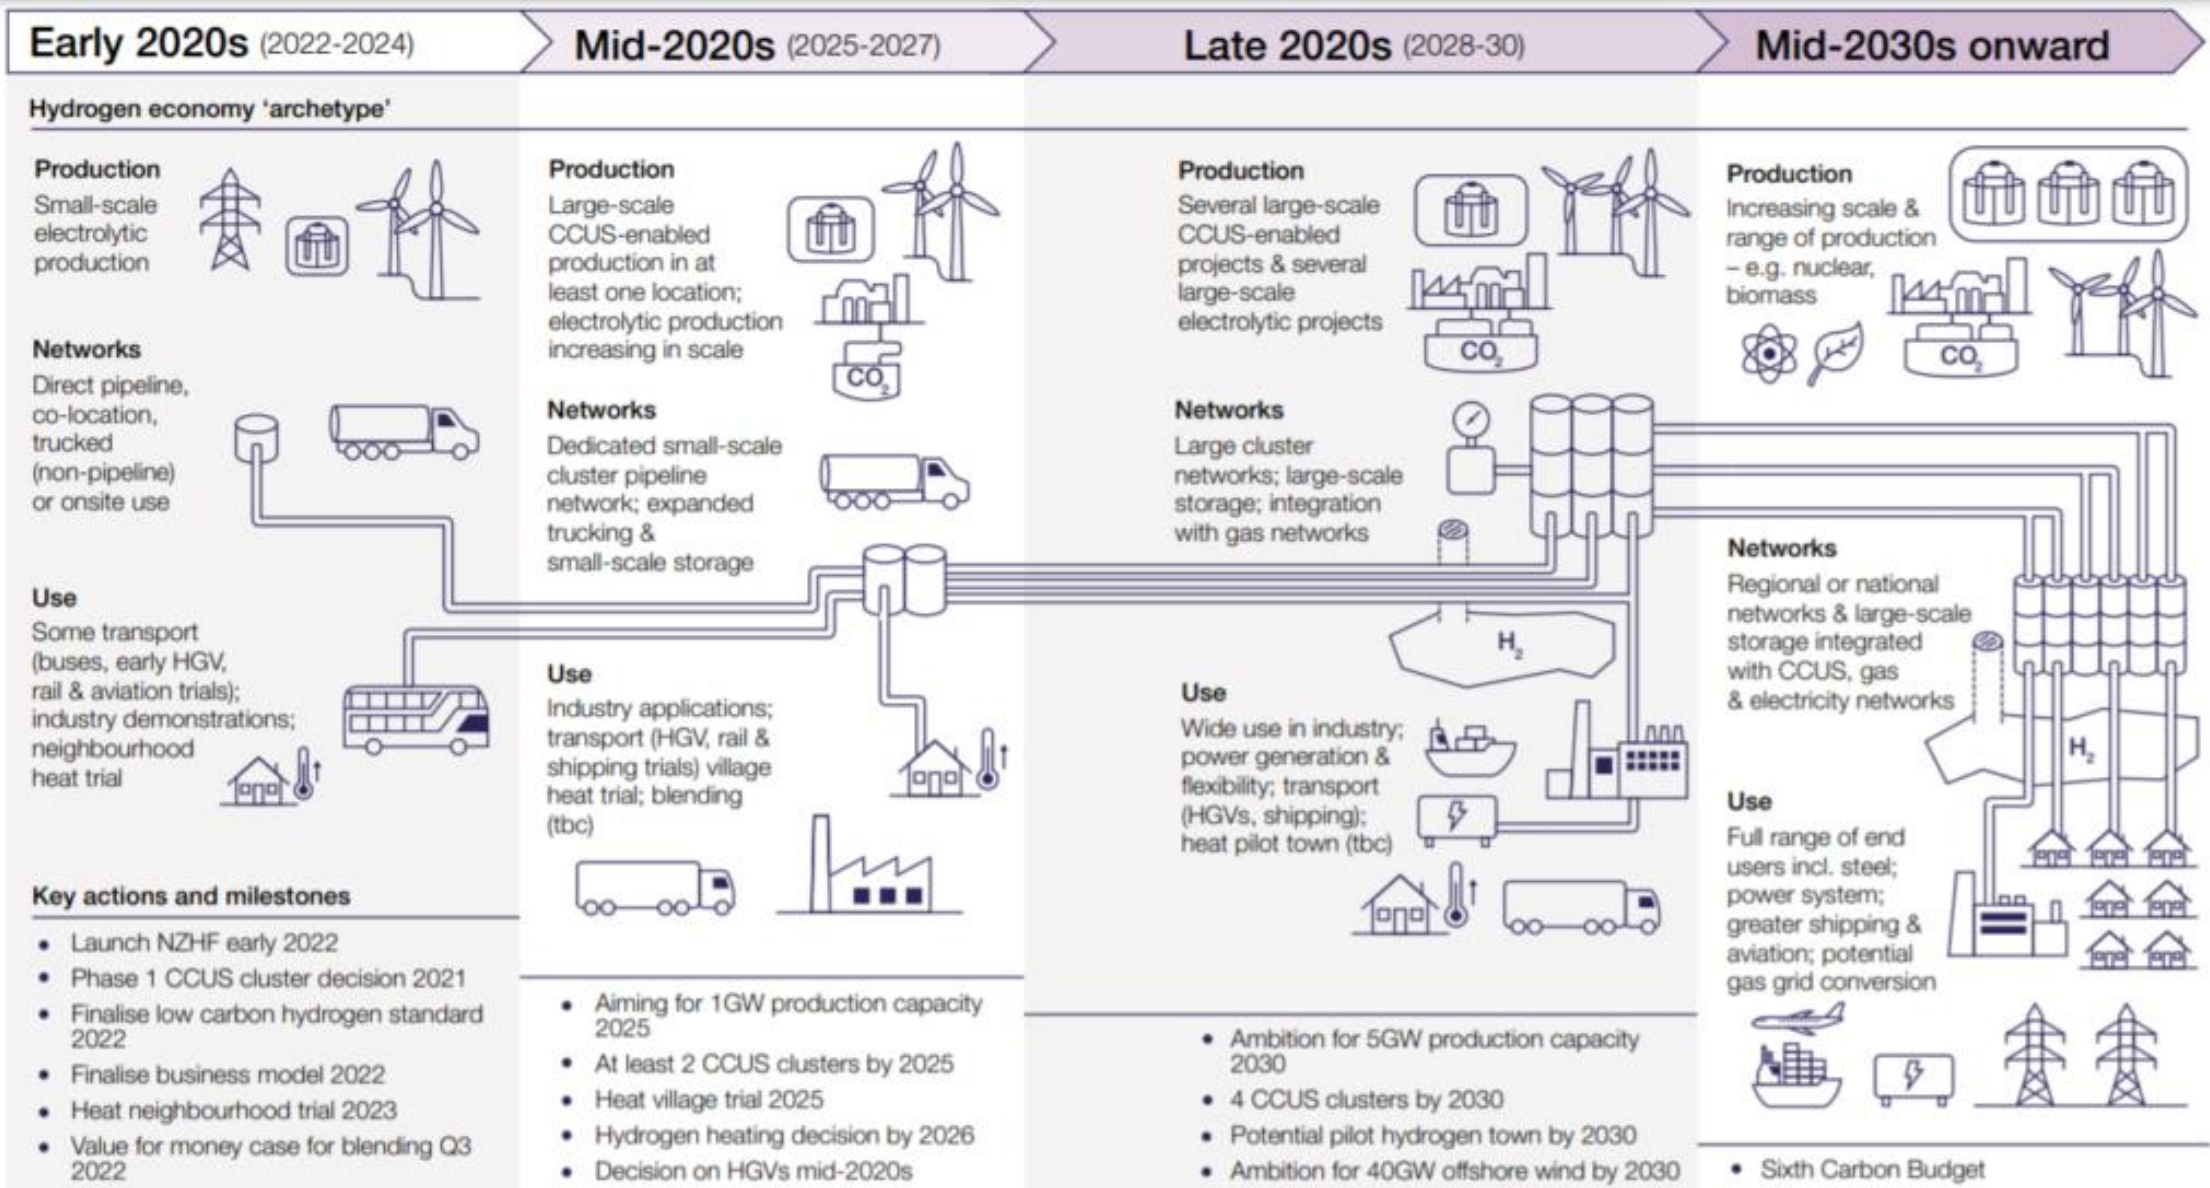 Early 2020s (2022-2024)
Mid-2020s (2025-2027)
Late 2020s (2028-30)
Mid-2030s onward
Hydrogen economy ‘archetype’
Production
Small-scale
electrolytic
production
Networks
Direct pipeline,
co-location,
trucked
(non-pipeline)
or onsite use
Use
Some transport
(buses, early HGV,
rail & aviation trials);
industry demonstrations;
neighbourhood
heat trial
Key actions and milestones
• Launch NZHF early 2022
• Phase 1 CCUS cluster decision 2021
• Finalise low carbon hydrogen standard
2022
• Finalise business model 2022
• Heat neighbourhood trial 2023
• Value for money case for blending Q3
2022
Production
Large-scale
CCUS-enabled
production in at
least one location;
electrolytic production
increasing in scale
CO₂
Networks
Dedicated small-scale
cluster pipeline
network; expanded
trucking &
small-scale storage
Use
Industry applications;
transport (HGV, rail &
shipping trials) village
heat trial; blending
(tbc)
• Aiming for 1GW production capacity
2025
• At least 2 CCUS clusters by 2025
• Heat village trial 2025
• Hydrogen heating decision by 2026
• Decision on HGVs mid-2020s
Production
Several large-scale
CCUS-enabled
projects & several
large-scale
electrolytic projects
CO₂
Networks
Large cluster
networks; large-scale
storage; integration
with gas networks
H₂
Use
Wide use in industry;
power generation &
flexibility; transport
(HGVs, shipping);
heat pilot town (tbc)
• Ambition for 5GW production capacity
2030
• 4 CCUS clusters by 2030
• Potential pilot hydrogen town by 2030
• Ambition for 40GW offshore wind by 2030
Production
Increasing scale &
range of production
– e.g. nuclear,
biomass
CO₂
Networks
Regional or national
networks & large-scale
storage integrated
with CCUS, gas
& electricity networks
H₂
Use
Full range of end
users incl. steel;
power system;
greater shipping &
aviation; potential
gas grid conversion
• Sixth Carbon Budget